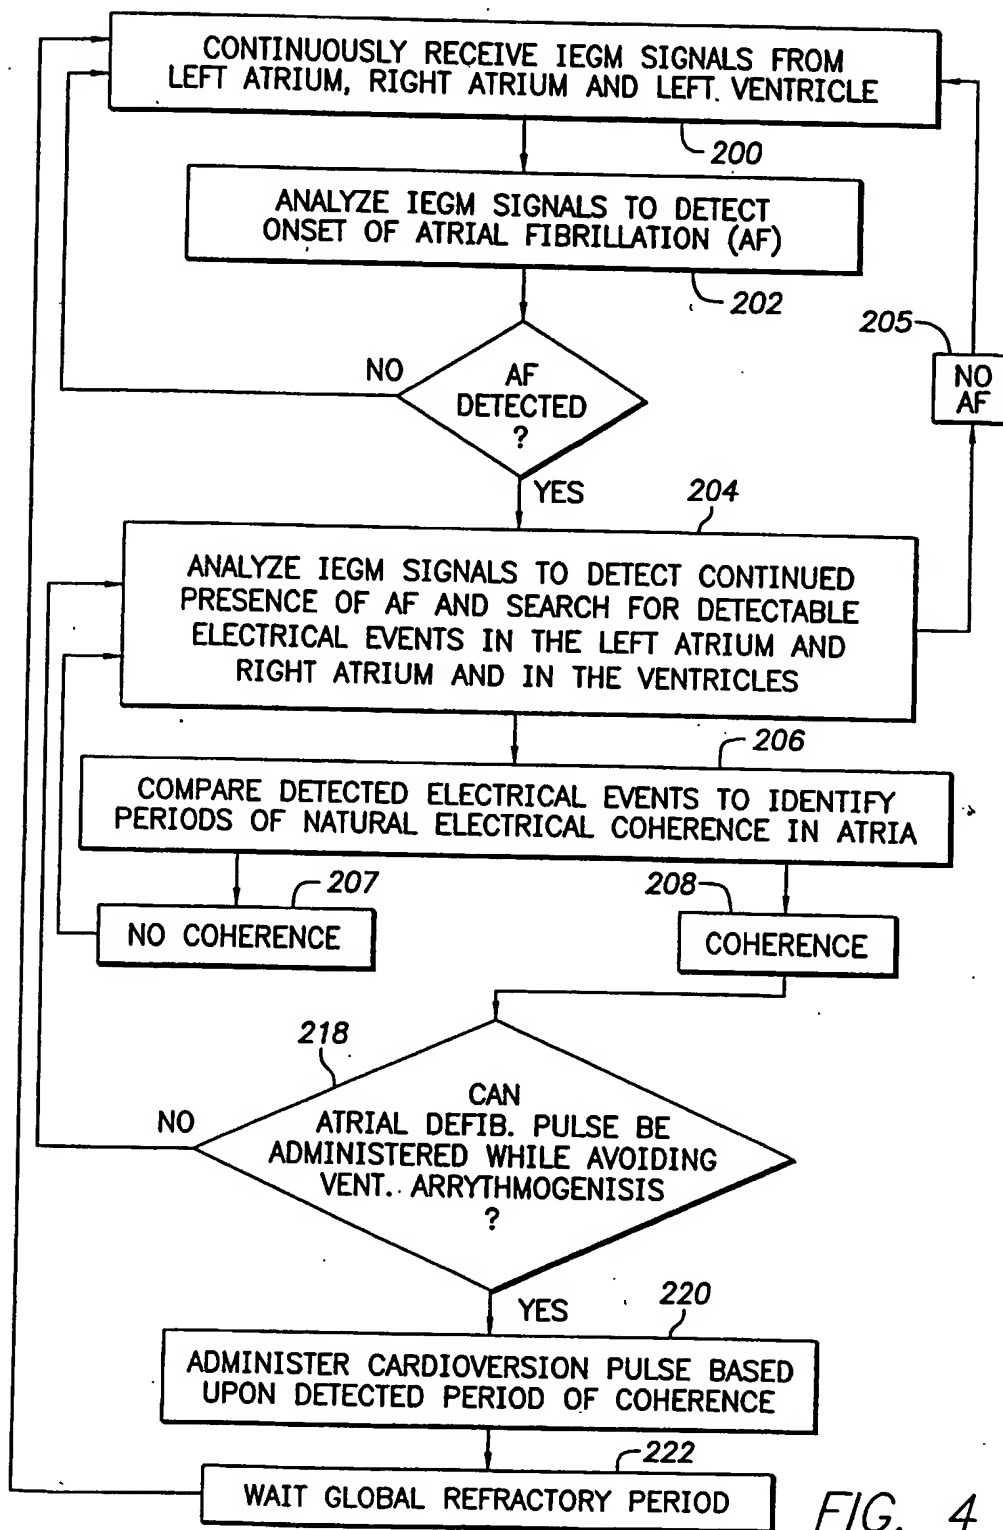 CONTINUOUSLY RECEIVE IEGM SIGNALS FROM
LEFT ATRIUM, RIGHT ATRIUM AND LEFT. VENTRICLE
200
ANALYZE IEGM SIGNALS TO DETECT
ONSET OF ATRIAL FIBRILLATION (AF)
202
205
NO
AF
NO
AF
DETECTED
?
YES
204
ANALYZE IEGM SIGNALS TO DETECT CONTINUED
PRESENCE OF AF AND SEARCH FOR DETECTABLE
ELECTRICAL EVENTS IN THE LEFT ATRIUM AND
RIGHT ATRIUM AND IN THE VENTRICLES
206
COMPARE DETECTED ELECTRICAL EVENTS TO IDENTIFY
PERIODS OF NATURAL ELECTRICAL COHERENCE IN ATRIA
207
NO COHERENCE
208
COHERENCE
218
NO
CAN
ATRIAL DEFIB. PULSE BE
ADMINISTERED WHILE AVOIDING
VENT. ARRYTHMOGENISIS
?
YES
220
ADMINISTER CARDIOVERSION PULSE BASED
UPON DETECTED PERIOD OF COHERENCE
222
WAIT GLOBAL REFRACTORY PERIOD
FIG. 4